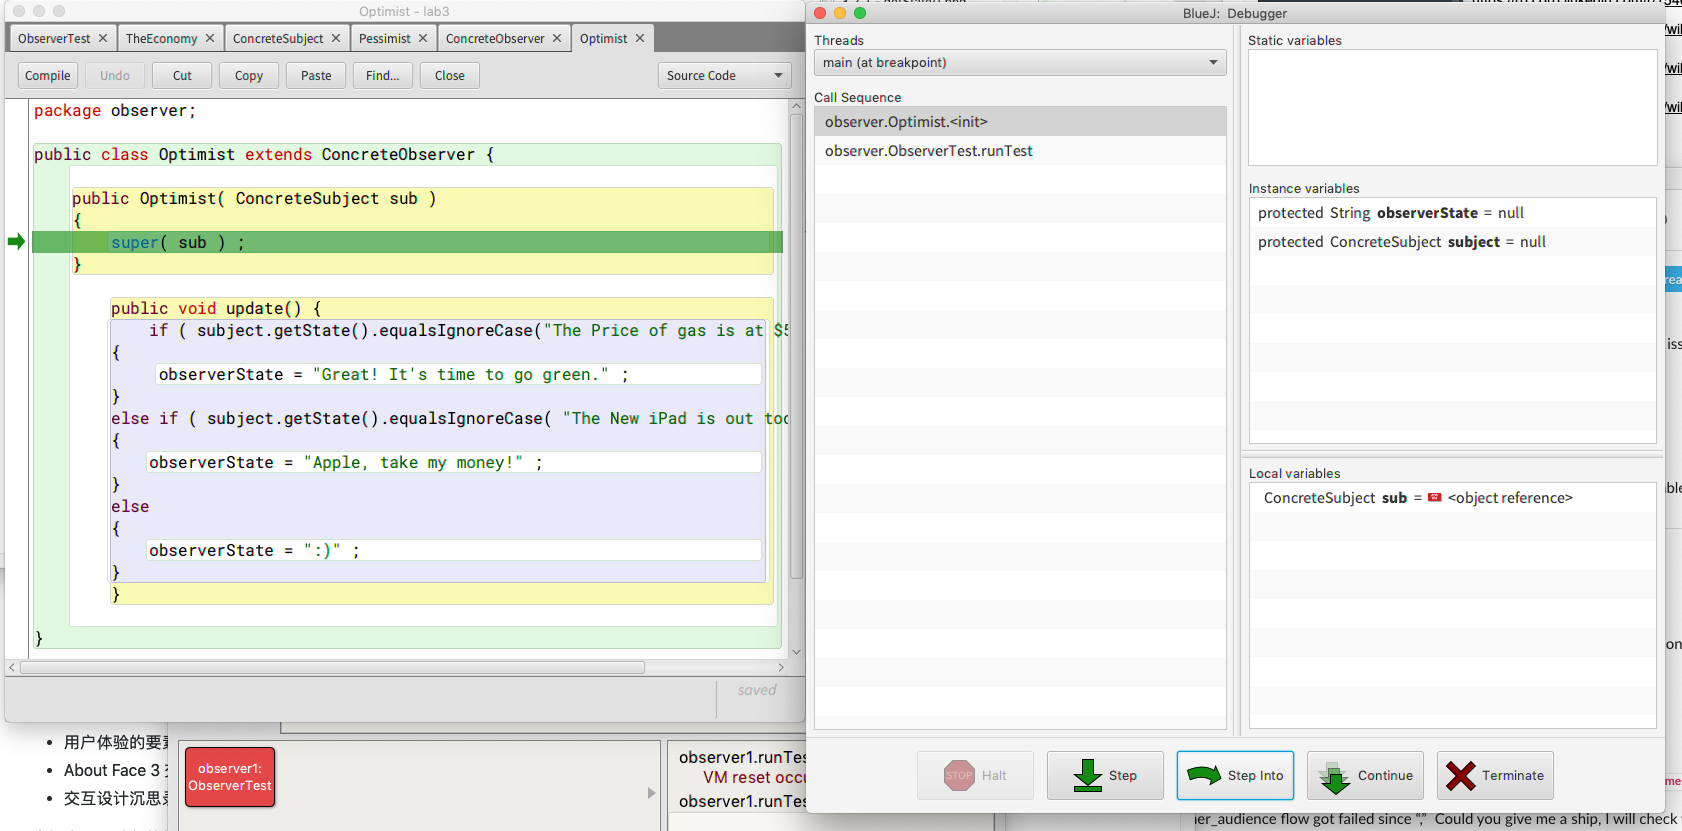 Optimist - lab3
ObserverTest TheEconomy ConcreteSubject Pessimist ConcreteObserver Optimist
Compile Undo Cut Copy Paste Find... Close Source Code
package observer;
public class Optimist extends ConcreteObserver {
public Optimist( ConcreteSubject sub )
{
super( sub ) ;
}
public void update() {
if ( subject.getState().equalsIgnoreCase("The Price of gas is at $5
{
observerState = "Great! It's time to go green." ;
}
else if ( subject.getState().equalsIgnoreCase( "The New iPad is out
{
observerState = "Apple, take my money!" ;
}
else
{
observerState = ":)" ;
}
}
}
saved
用户体验的要素
About Face 3
交互设计沉思录
observer1:
ObserverTest
observer1.runTes
VM reset occu
observer1.runTes
BlueJ: Debugger
Threads
main (at breakpoint)
Call Sequence
observer.Optimist.<init>
observer.ObserverTest.runTest
Static variables
Instance variables
protected String observerState = null
protected ConcreteSubject subject = null
Local variables
ConcreteSubject sub = <object reference>
STOP Halt Step Step Into Continue Terminate
er_audience flow got failed since “,” Could you give me a ship, I will check